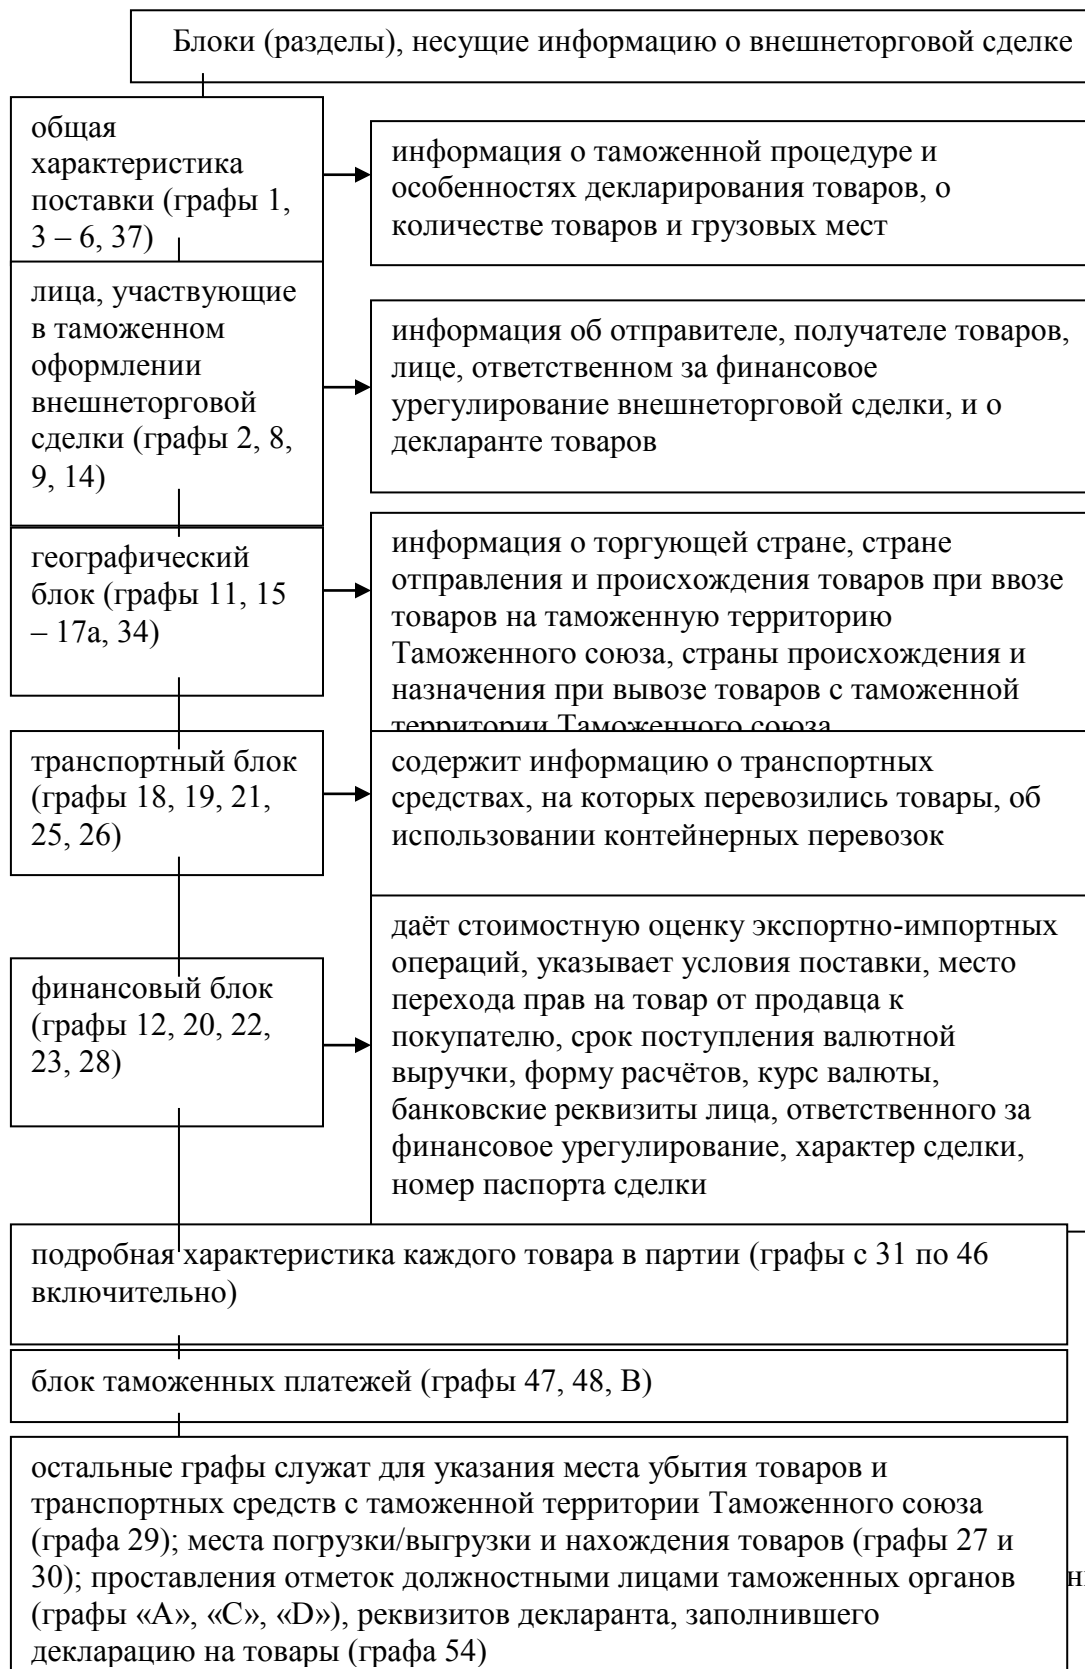 Блоки (разделы), несущие информацию о внешнеторговой сделке
общая
характеристика
поставки (графы 1,
3 – 6, 37)
информация о таможенной процедуре и
особенностях декларирования товаров, о
количестве товаров и грузовых мест
лица, участвующие
в таможенном
оформлении
внешнеторговой
сделки (графы 2, 8,
9, 14)
информация об отправителе, получателе товаров,
лице, ответственном за финансовое
урегулирование внешнеторговой сделки, и о
декларанте товаров
географический
блок (графы 11, 15
– 17а, 34)
информация о торгующей стране, стране
отправления и происхождения товаров при ввозе
товаров на таможенную территорию
Таможенного союза, страны происхождения и
назначения при вывозе товаров с таможенной
территории Таможенного союза
транспортный блок
(графы 18, 19, 21,
25, 26)
содержит информацию о транспортных
средствах, на которых перевозились товары, об
использовании контейнерных перевозок
финансовый блок
(графы 12, 20, 22,
23, 28)
даёт стоимостную оценку экспортно-импортных
операций, указывает условия поставки, место
перехода прав на товар от продавца к
покупателю, срок поступления валютной
выручки, форму расчётов, курс валюты,
банковские реквизиты лица, ответственного за
финансовое урегулирование, характер сделки,
номер паспорта сделки
подробная характеристика каждого товара в партии (графы с 31 по 46
включительно)
блок таможенных платежей (графы 47, 48, В)
остальные графы служат для указания места убытия товаров и
транспортных средств с таможенной территории Таможенного союза
(графа 29); места погрузки/выгрузки и нахождения товаров (графы 27 и
30); проставления отметок должностными лицами таможенных органов
(графы «А», «С», «D»), реквизитов декларанта, заполнившего
декларацию на товары (графа 54)